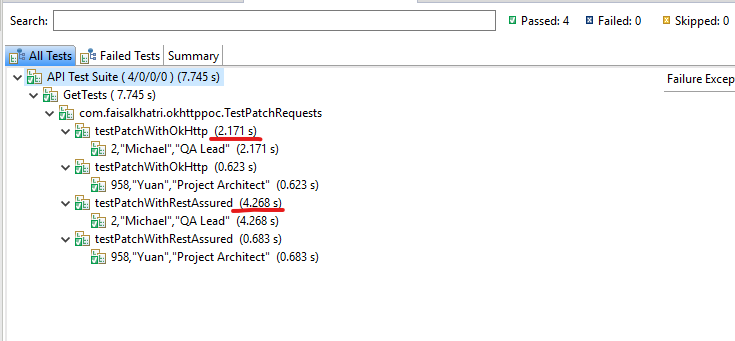 Search: Passed: 4 Failed: 0 Skipped: 0
All Tests Failed Tests Summary
API Test Suite ( 4/0/0/0 ) (7.745 s) Failure Excep
GetTests ( 7.745 s)
com.faisalkhatri.okhttppoc.TestPatchRequests
testPatchWithOkHttp (2.171 s)
2,"Michael","QA Lead" (2.171 s)
testPatchWithOkHttp (0.623 s)
958,"Yuan","Project Architect" (0.623 s)
testPatchWithRestAssured (4.268 s)
2,"Michael","QA Lead" (4.268 s)
testPatchWithRestAssured (0.683 s)
958,"Yuan","Project Architect" (0.683 s)